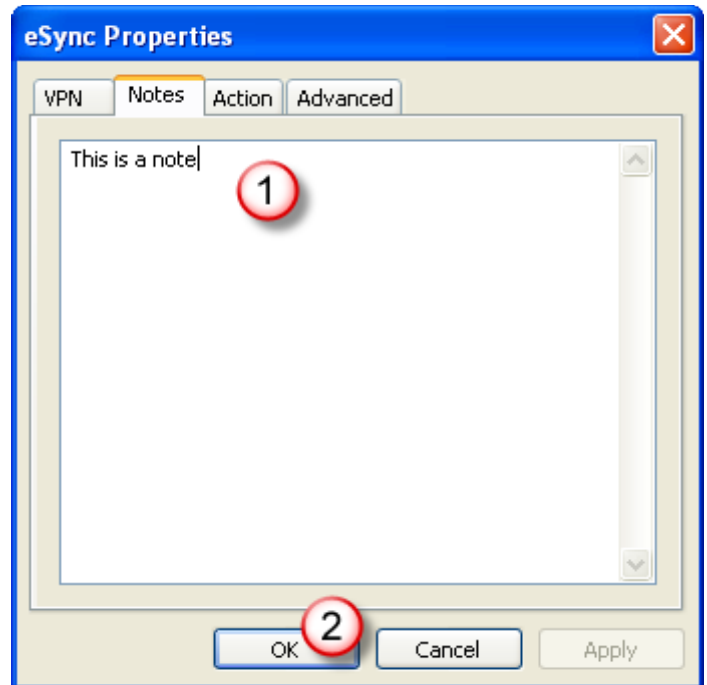 eSync Properties
VPN Notes Action Advanced
This is a note
1
2
OK Cancel Apply